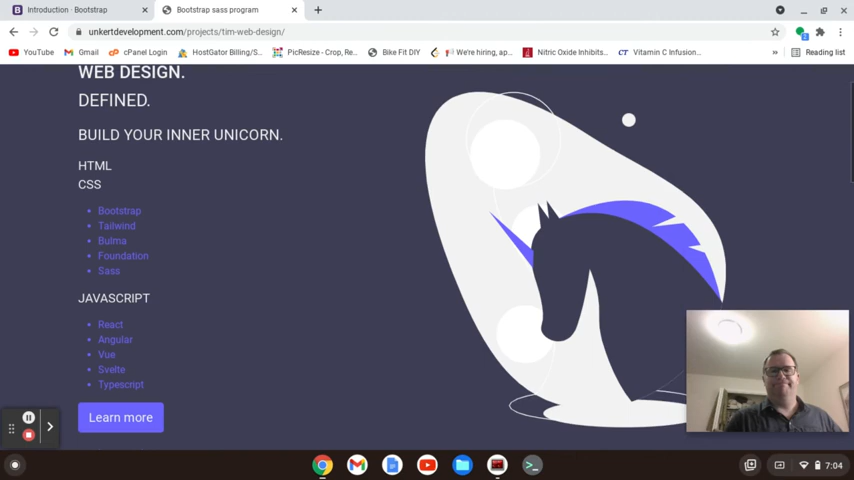 Introduction · Bootstrap
Bootstrap sass program
unkertdevelopment.com/projects/tim-web-design/
YouTube
Gmail
cPanel Login
HostGator Billing/S...
PicResize - Crop, Re...
Bike Fit DIY
We're hiring, ap...
Nitric Oxide Inhibits...
CT Vitamin C Infusion...
»
Reading list
WEB DESIGN.
DEFINED.
BUILD YOUR INNER UNICORN.
HTML
CSS
Bootstrap
Tailwind
Bulma
Foundation
Sass
JAVASCRIPT
React
Angular
Vue
Svelte
Typescript
Learn more
7:04